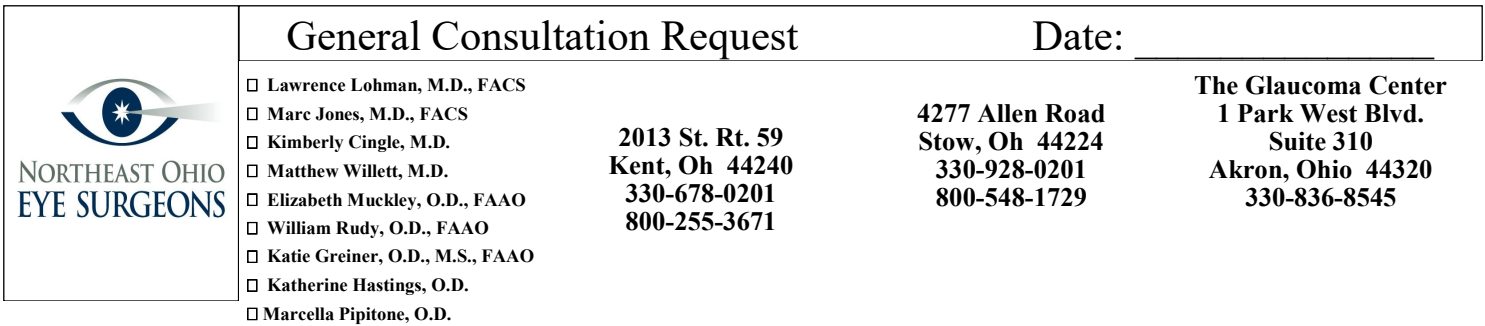 NORTHEAST OHIO
EYE SURGEONS
General Consultation Request Date: _______________
☐ Lawrence Lohman, M.D., FACS
☐ Marc Jones, M.D., FACS
☐ Kimberly Cingle, M.D.
☐ Matthew Willett, M.D.
☐ Elizabeth Muckley, O.D., FAAO
☐ William Rudy, O.D., FAAO
☐ Katie Greiner, O.D., M.S., FAAO
☐ Katherine Hastings, O.D.
☐ Marcella Pipitone, O.D.
2013 St. Rt. 59
Kent, Oh 44240
330-678-0201
800-255-3671
4277 Allen Road
Stow, Oh 44224
330-928-0201
800-548-1729
The Glaucoma Center
1 Park West Blvd.
Suite 310
Akron, Ohio 44320
330-836-8545